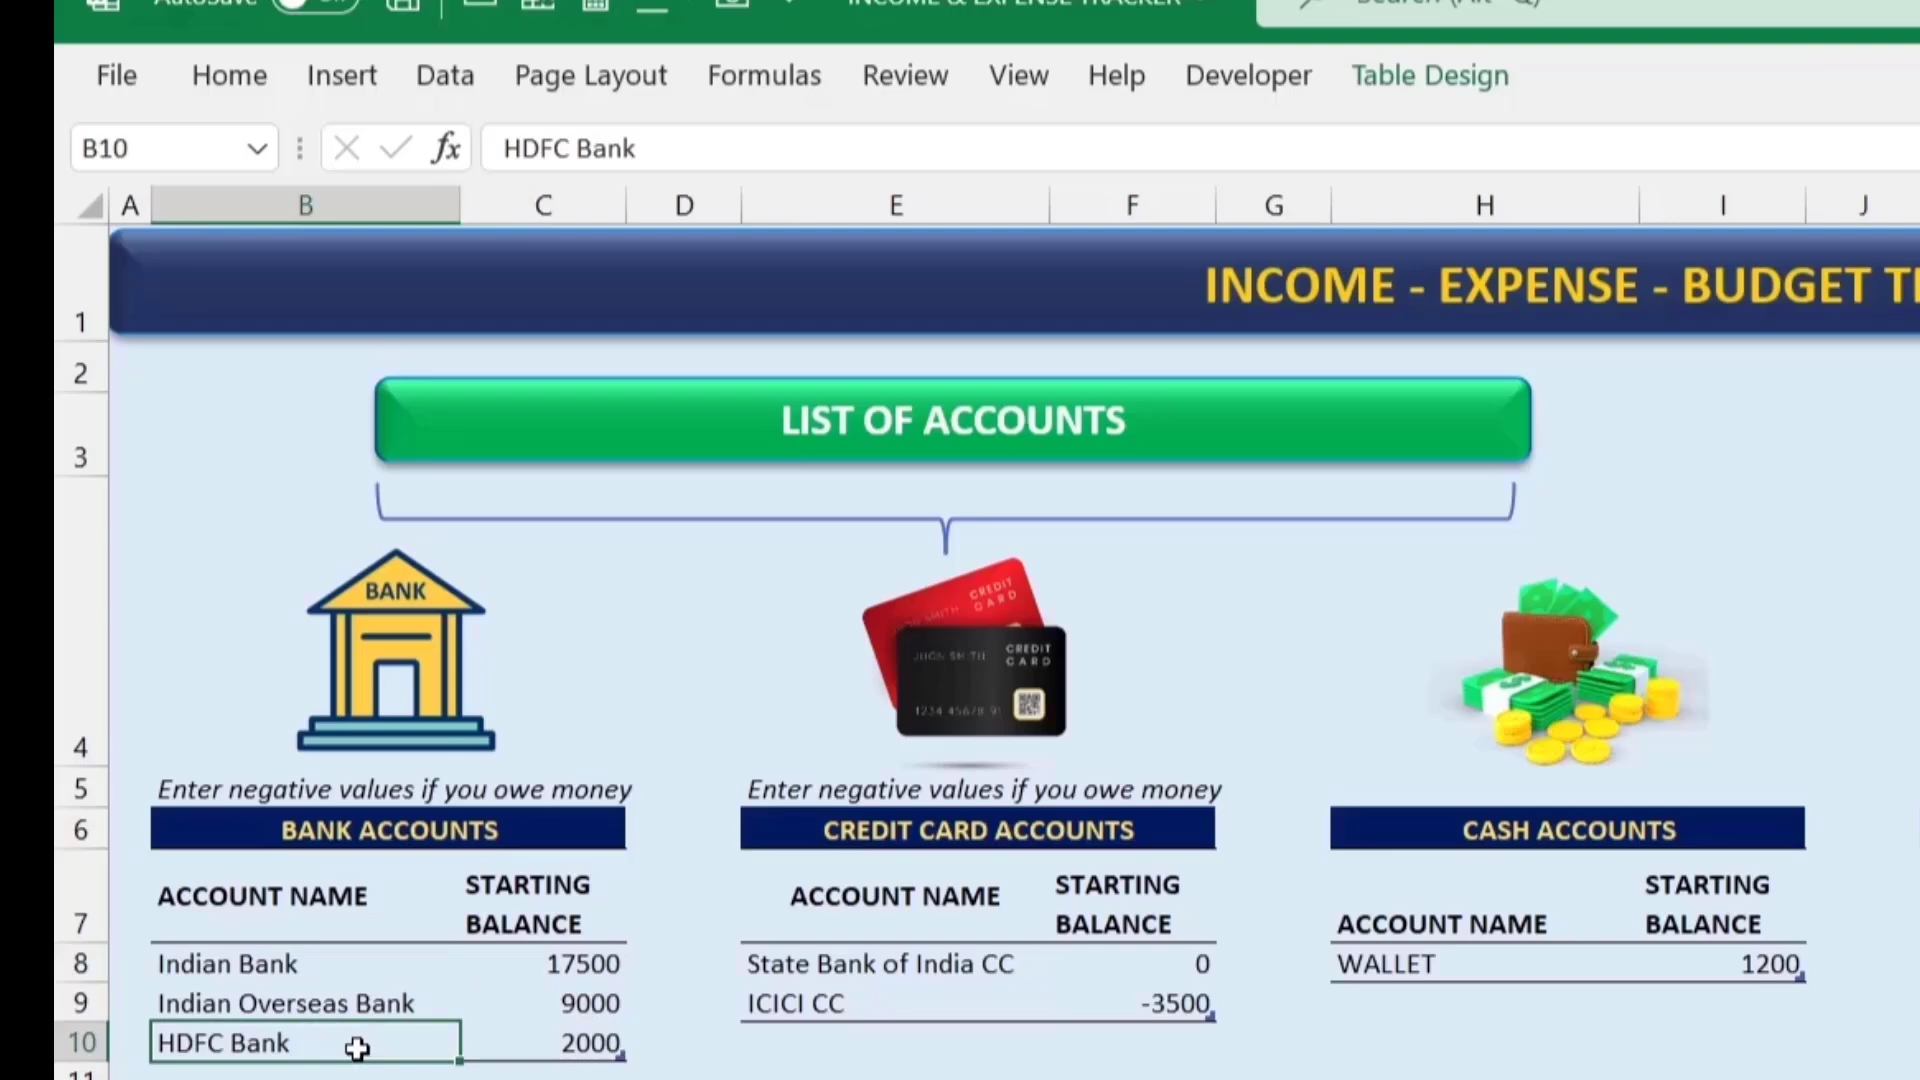 INCOME & EXPENSE TRACKER
File Home Insert Data Page Layout Formulas Review View Help Developer Table Design
B10 fx HDFC Bank
A B C D E F G H I J
1 INCOME - EXPENSE - BUDGET
2
3 LIST OF ACCOUNTS
BANK
CREDIT
CARD
CREDIT
CARD
4
5 Enter negative values if you owe money Enter negative values if you owe money
6 BANK ACCOUNTS CREDIT CARD ACCOUNTS CASH ACCOUNTS
7 ACCOUNT NAME STARTING BALANCE ACCOUNT NAME STARTING BALANCE ACCOUNT NAME STARTING BALANCE
8 Indian Bank 17500 State Bank of India CC 0 WALLET 1200
9 Indian Overseas Bank 9000 ICICI CC -3500
10 HDFC Bank 2000